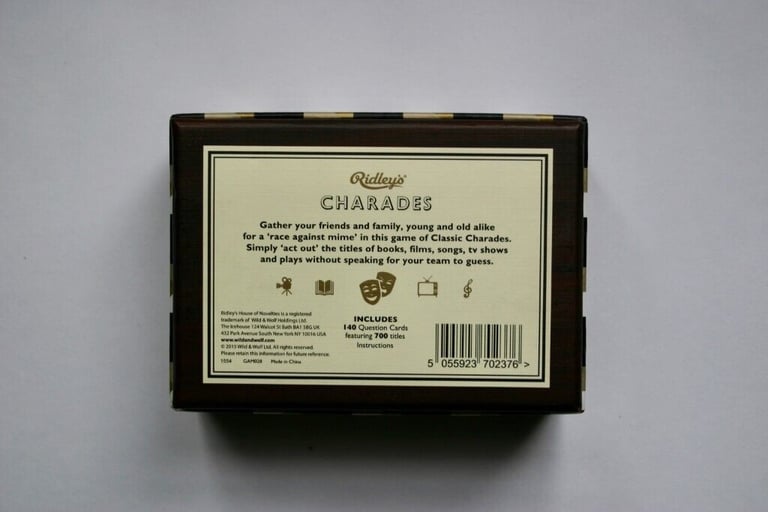 Ridley's
CHARADES
Gather your friends and family, young and old alike
for a 'race against mime' in this game of Classic Charades.
Simply 'act out' the titles of books, films, songs, tv shows
and plays without speaking for your team to guess.
Ridley's House of Novelties is a registered
trademark of Wild & Wolf Holdings Ltd.
The Icehouse 124 Walcot St Bath BA1 5BG UK
432 Park Avenue South New York NY 10016 USA
www.wildandwolf.com
© 2015 Wild & Wolf Ltd. All rights reserved.
Please retain this information for future reference.
1554 GAM808 Made in China
INCLUDES
140 Question Cards
featuring 700 titles
Instructions
5 055923 702376 >